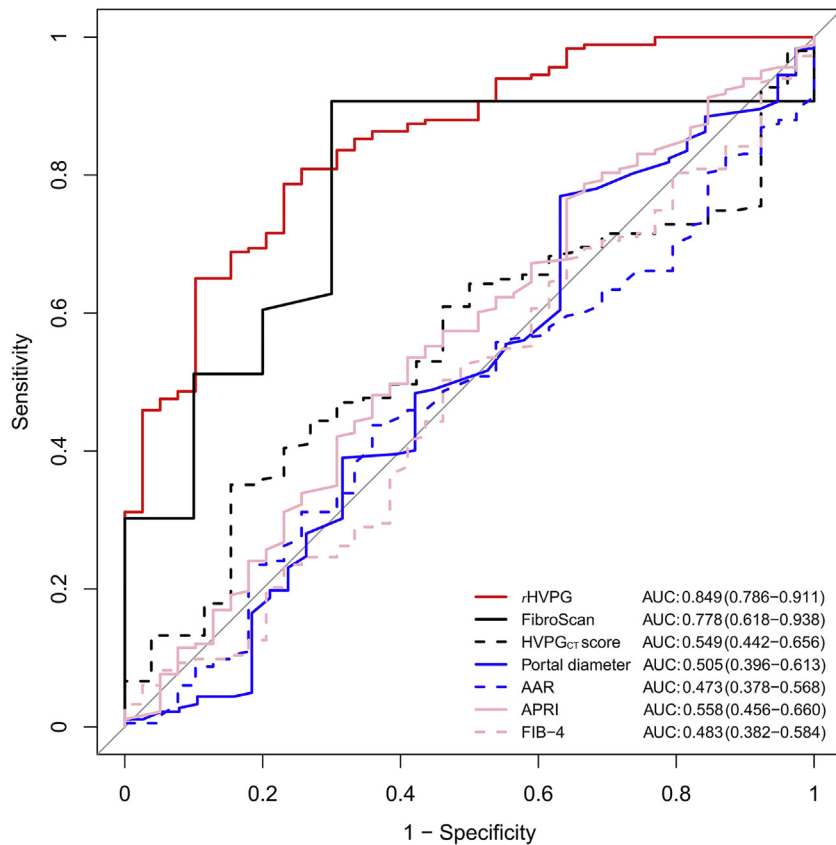 1
0.8
0.6
0.4
0.2
0
Sensitivity
rHVPG AUC:0.849(0.786−0.911)
FibroScan AUC:0.778(0.618−0.938)
HVPGCT score AUC:0.549(0.442−0.656)
Portal diameter AUC:0.505(0.396−0.613)
AAR AUC:0.473(0.378−0.568)
APRI AUC:0.558(0.456−0.660)
FIB−4 AUC:0.483(0.382−0.584)
0 0.2 0.4 0.6 0.8 1
1 − Specificity